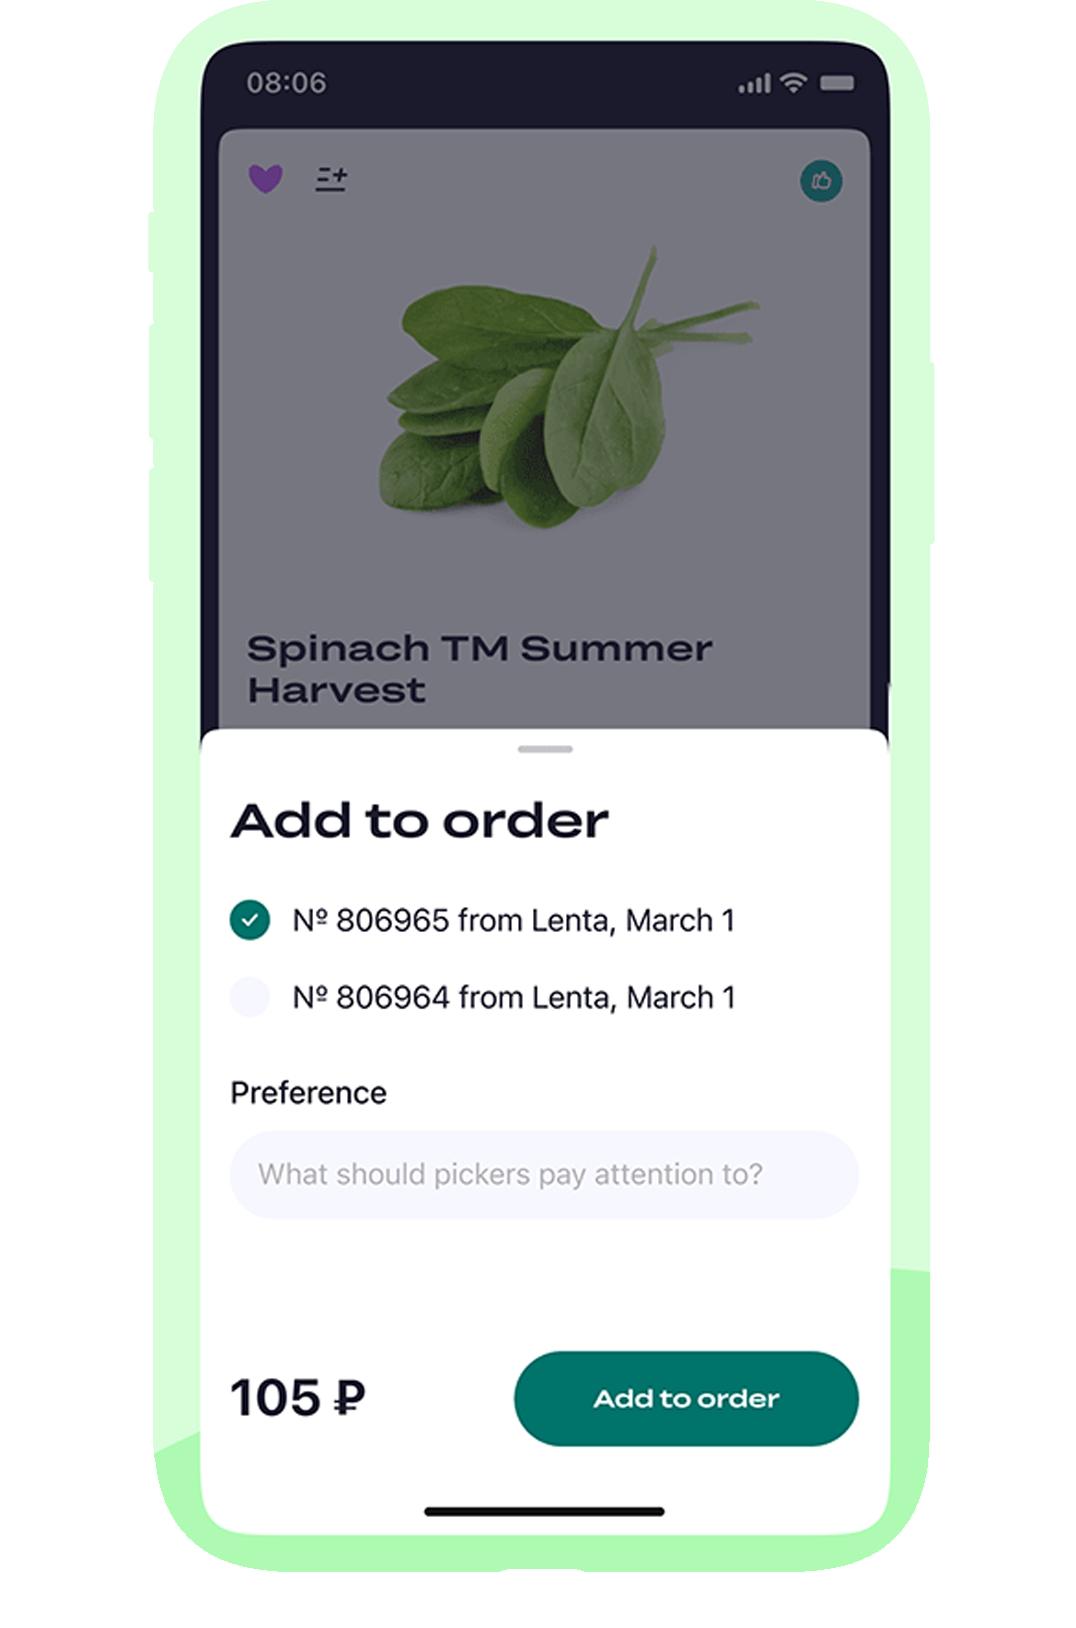 08:06
Spinach TM Summer
Harvest
Add to order
Nº 806965 from Lenta, March 1
Nº 806964 from Lenta, March 1
Preference
What should pickers pay attention to?
105 ₽
Add to order